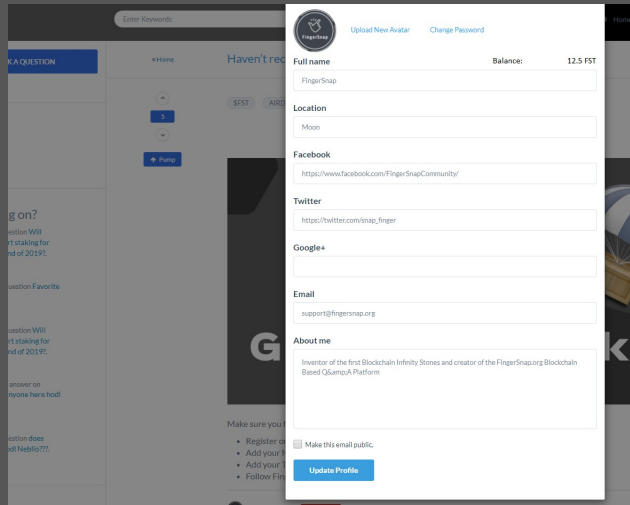 Enter Keywords
Home
K A QUESTION
Home
Haven't rec
$FST
AIRD
5
Pump
g on?
estion Will
rt staking for
nd of 2019?.
uestion Favorite
uestion Will
rt staking for
nd of 2019?.
answer on
nyone here hodl
estion does
odl Neblio???.
G
k
Make sure you f
Register o
Add your
Add your T
Follow Fin
FingerSnap
Upload New Avatar
Change Password
Full name
Balance:
12.5 FST
FingerSnap
Location
Moon
Facebook
https://www.facebook.com/FingerSnapCommunity/
Twitter
https://twitter.com/snap_finger
Google+
Email
support@fingersnap.org
About me
Inventor of the first Blockchain Infinity Stones and creator of the FingerSnap.org Blockchain
Based Q&amp;A Platform
Make this email public.
Update Profile